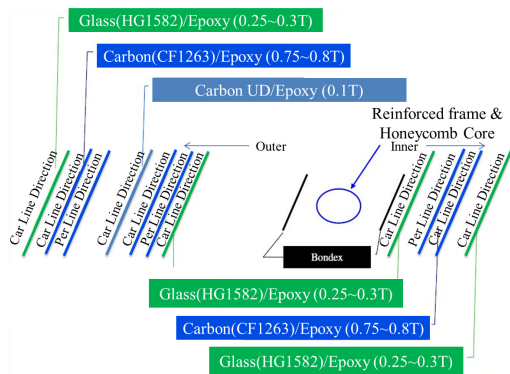 Glass(HG1582)/Epoxy (0.25~0.3T)
Carbon(CF1263)/Epoxy (0.75~0.8T)
Carbon UD/Epoxy (0.1T)
Reinforced frame &
Honeycomb Core
Outer
Inner
Car Line Direction
Car Line Direction
Per Line Direction
Car Line Direction
Car Line Direction
Per Line Direction
Car Line Direction
Car Line Direction
Per Line Direction
Car Line Direction
Car Line Direction
Bondex
Glass(HG1582)/Epoxy (0.25~0.3T)
Carbon(CF1263)/Epoxy (0.75~0.8T)
Glass(HG1582)/Epoxy (0.25~0.3T)